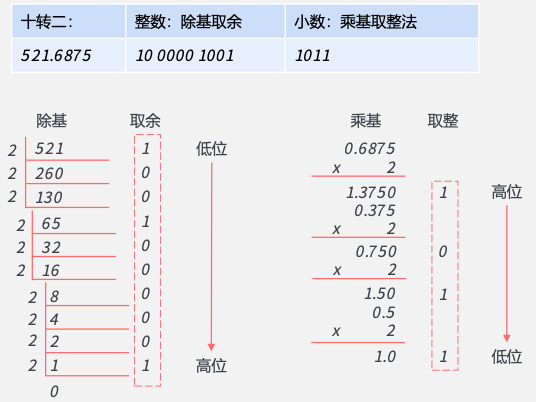 十转二： 整数：除基取余 小数：乘基取整法
521.6875 10 0000 1001 1011
除基 取余
2 521 1 低位
2 260 0
2 130 0
2 65 1
2 32 0
2 16 0
2 8 0
2 4 0
2 2 0
2 1 1 高位
0
乘基 取整
0.6875
x 2
1.3750 1 高位
0.375
x 2
0.750 0
x 2
1.50 1
0.5
x 2
1.0 1 低位